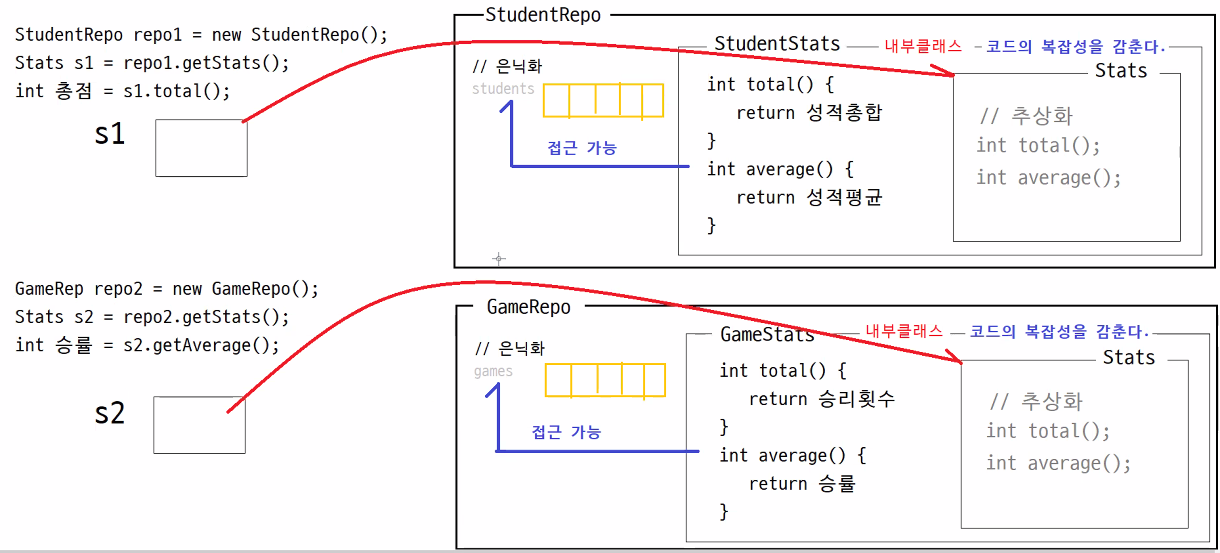 StudentRepo repo1 = new StudentRepo();
Stats s1 = repo1.getStats();
int 총점 = s1.total();
s1
StudentRepo
// 은닉화
students
접근 가능
StudentStats
내부클래스
코드의 복잡성을 감춘다.
int total() {
return 성적총합
}
int average() {
return 성적평균
}
Stats
// 추상화
int total();
int average();
GameRep repo2 = new GameRepo();
Stats s2 = repo2.getStats();
int 승률 = s2.getAverage();
s2
GameRepo
// 은닉화
games
접근 가능
GameStats
내부클래스
코드의 복잡성을 감춘다.
int total() {
return 승리횟수
}
int average() {
return 승률
}
Stats
// 추상화
int total();
int average();